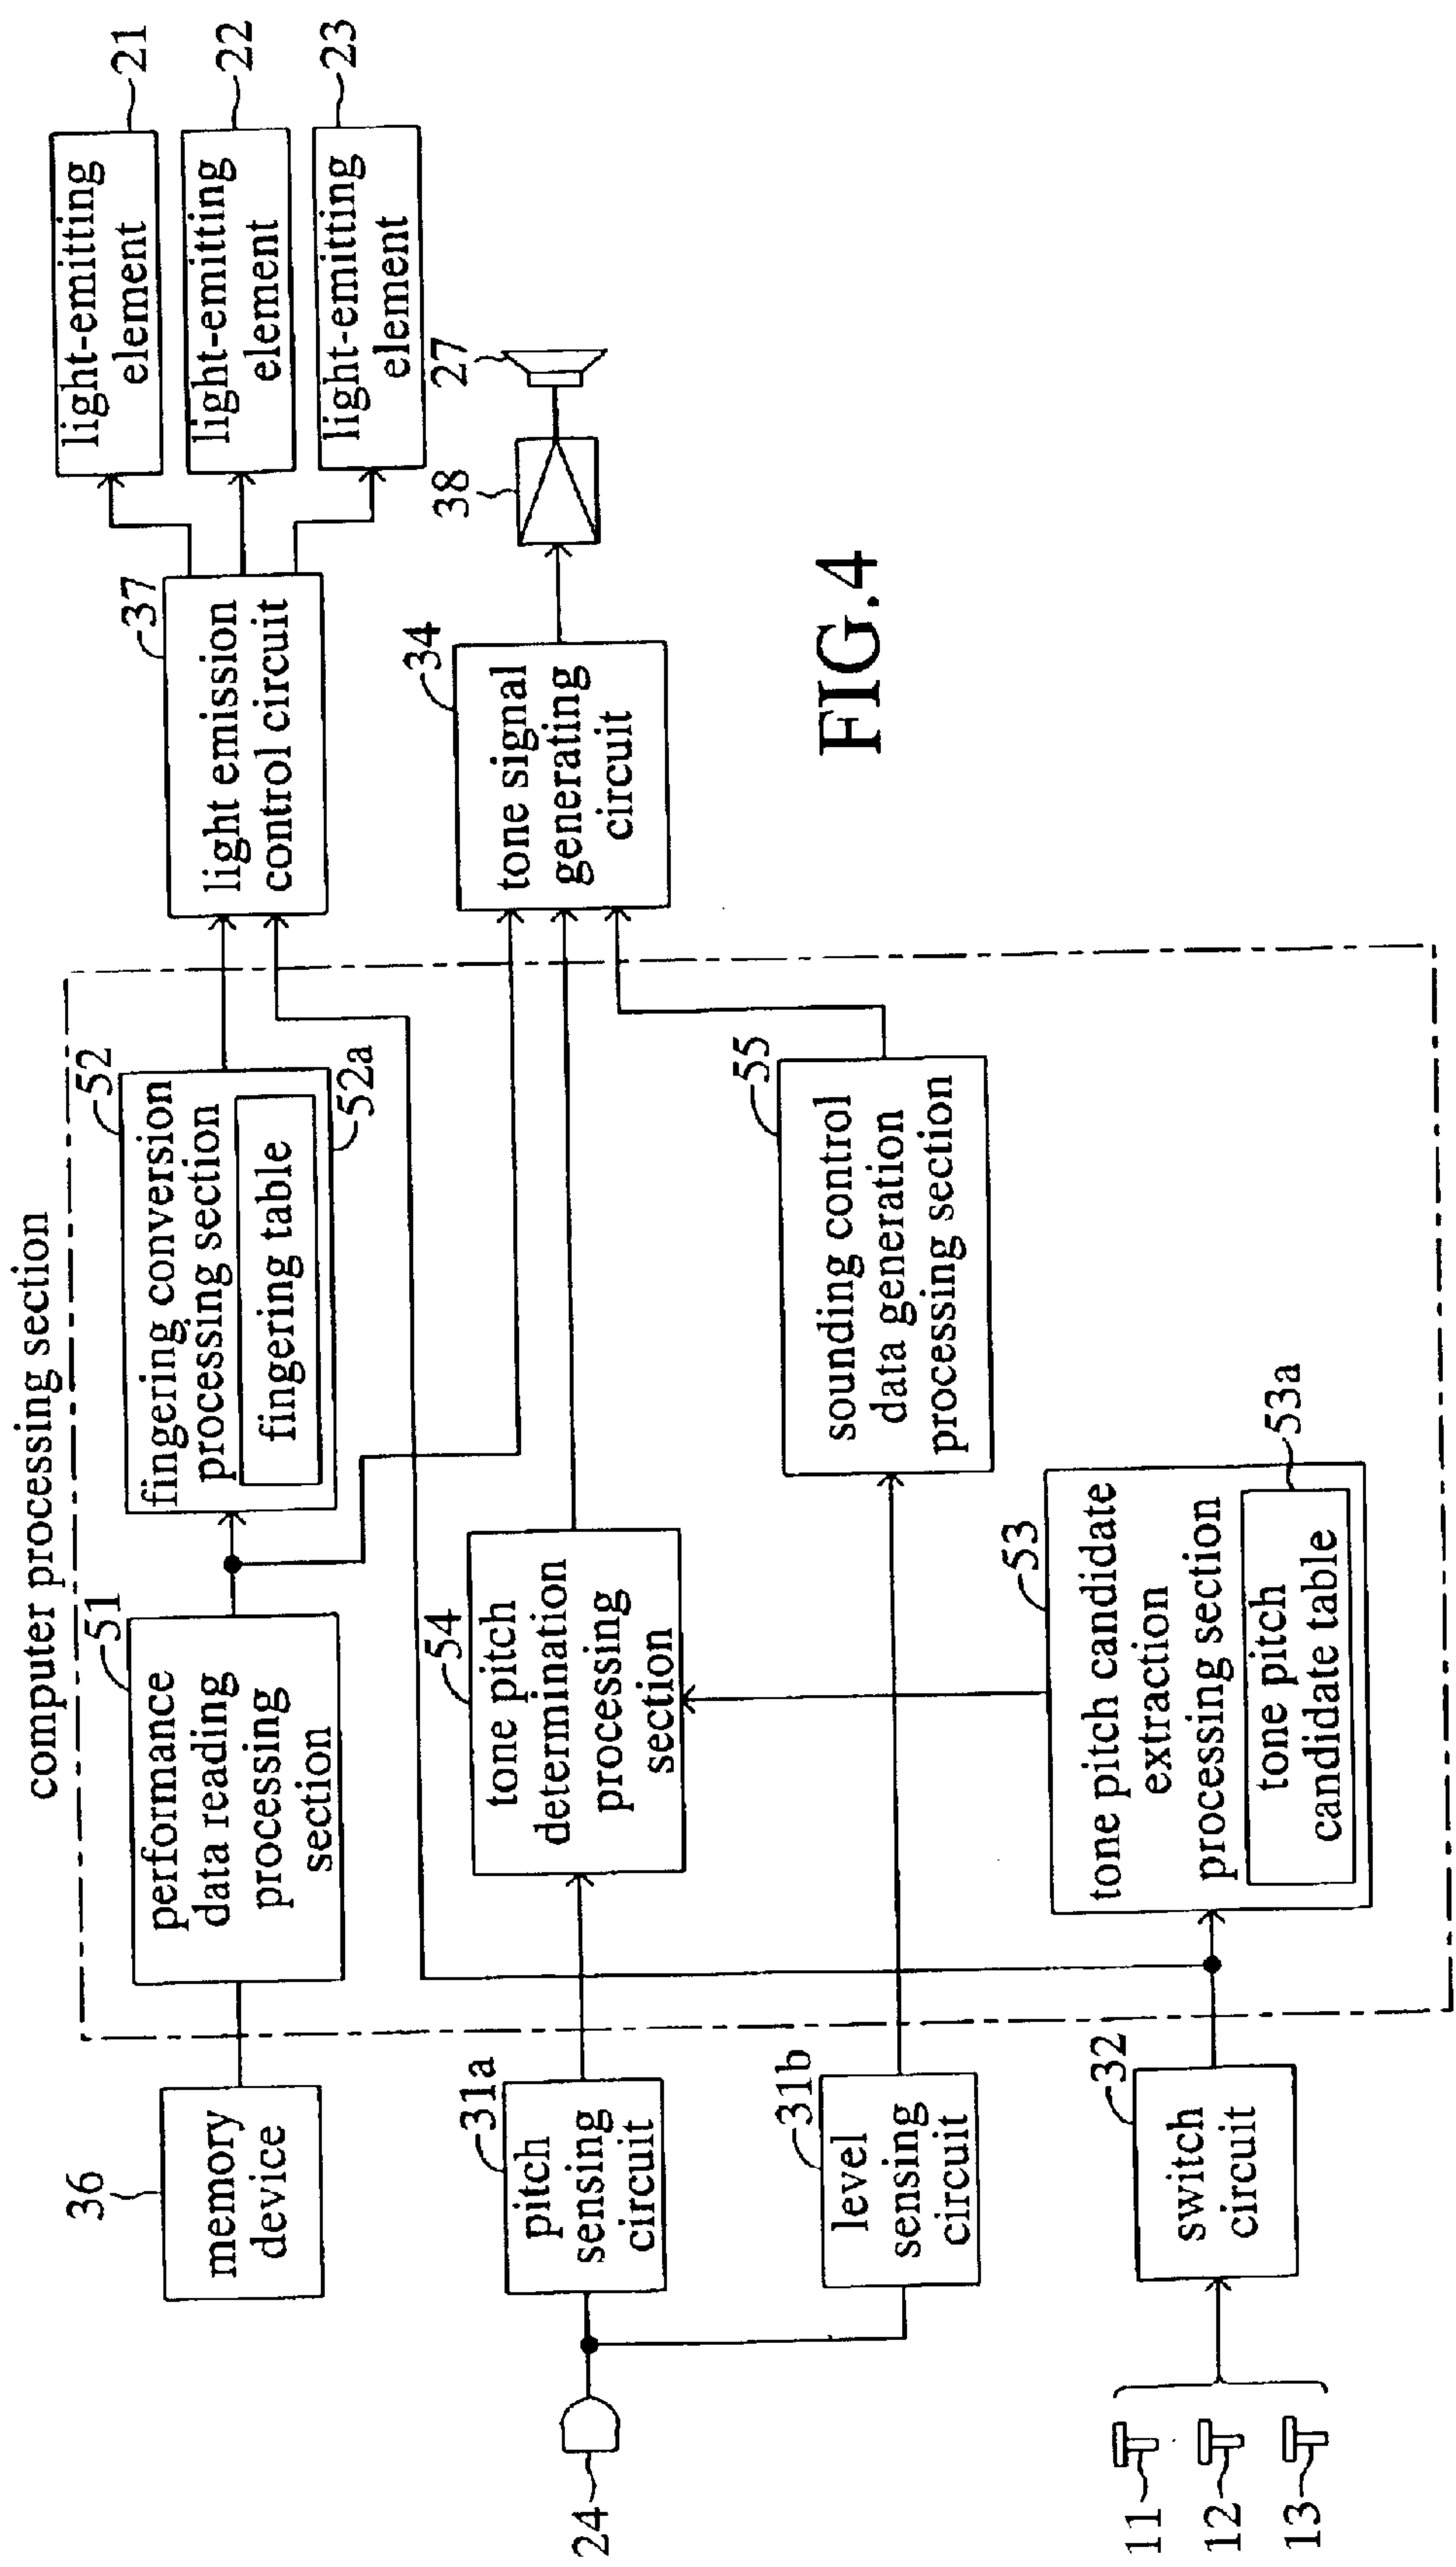 computer processing section
36
memory
device
51
performance
data reading
processing
section
52
fingering conversion
processing section
fingering table
52a
37
light emission
control circuit
light-emitting
element
21
light-emitting
element
22
light-emitting
element
23
24
31a
pitch
sensing
circuit
54
tone pitch
determination
processing
section
34
tone signal
generating
circuit
38
27
31b
level
sensing
circuit
55
sounding control
data generation
processing section
11
12
13
32
switch
circuit
53
tone pitch candidate
extraction
processing section
tone pitch
candidate table
53a
FIG.4